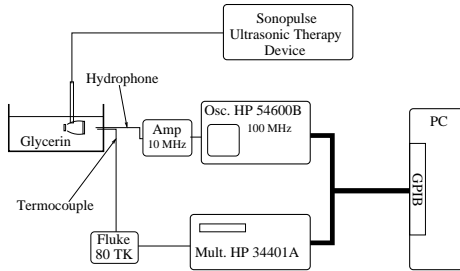 Sonopulse
Ultrasonic Therapy
Device
Hydrophone
Glycerin
Termocouple
Amp
10 MHz
Osc. HP 54600B
100 MHz
PC
GPIB
Fluke
80 TK
Mult. HP 34401A